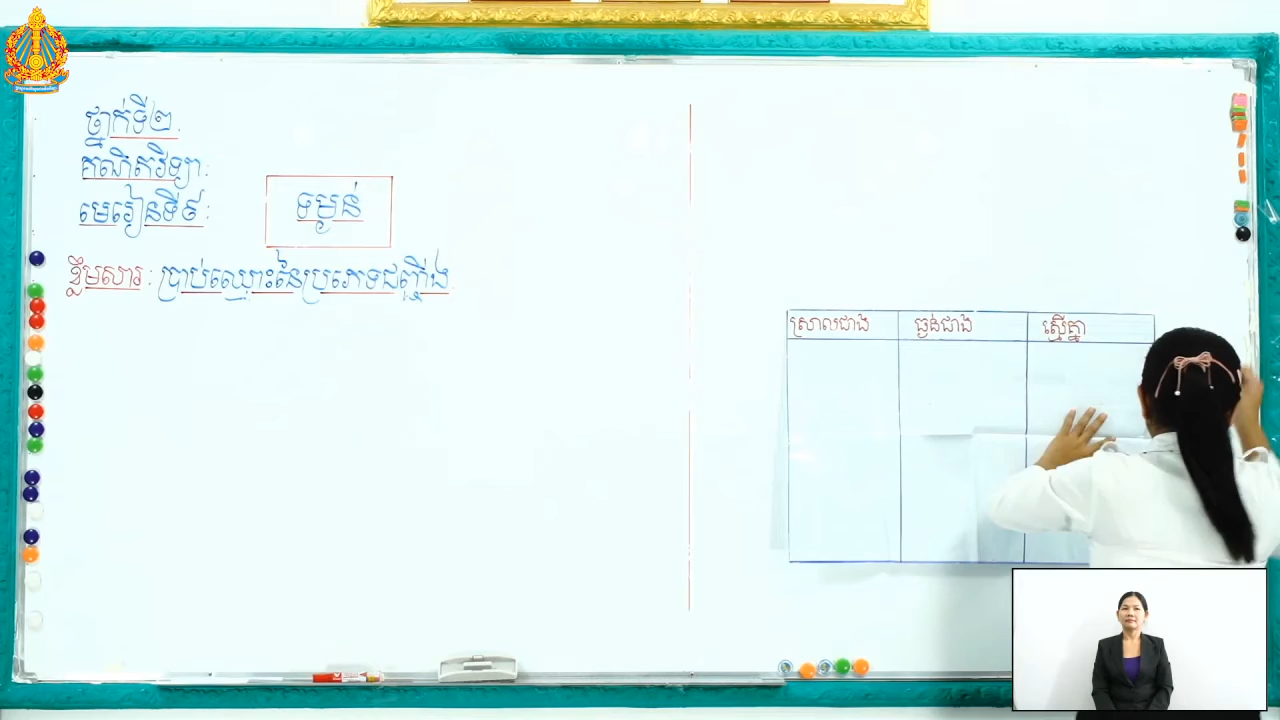 ថ្នាក់ទី២.
គណិតវិទ្យា:
មេរៀនទី៩:
ទម្ងន់
ខ្លឹមសារ : ប្រាប់ឈ្មោះនៃប្រភេទជញ្ជីង.
ស្រាលជាង ធ្ងន់ជាង ស្មើគ្នា